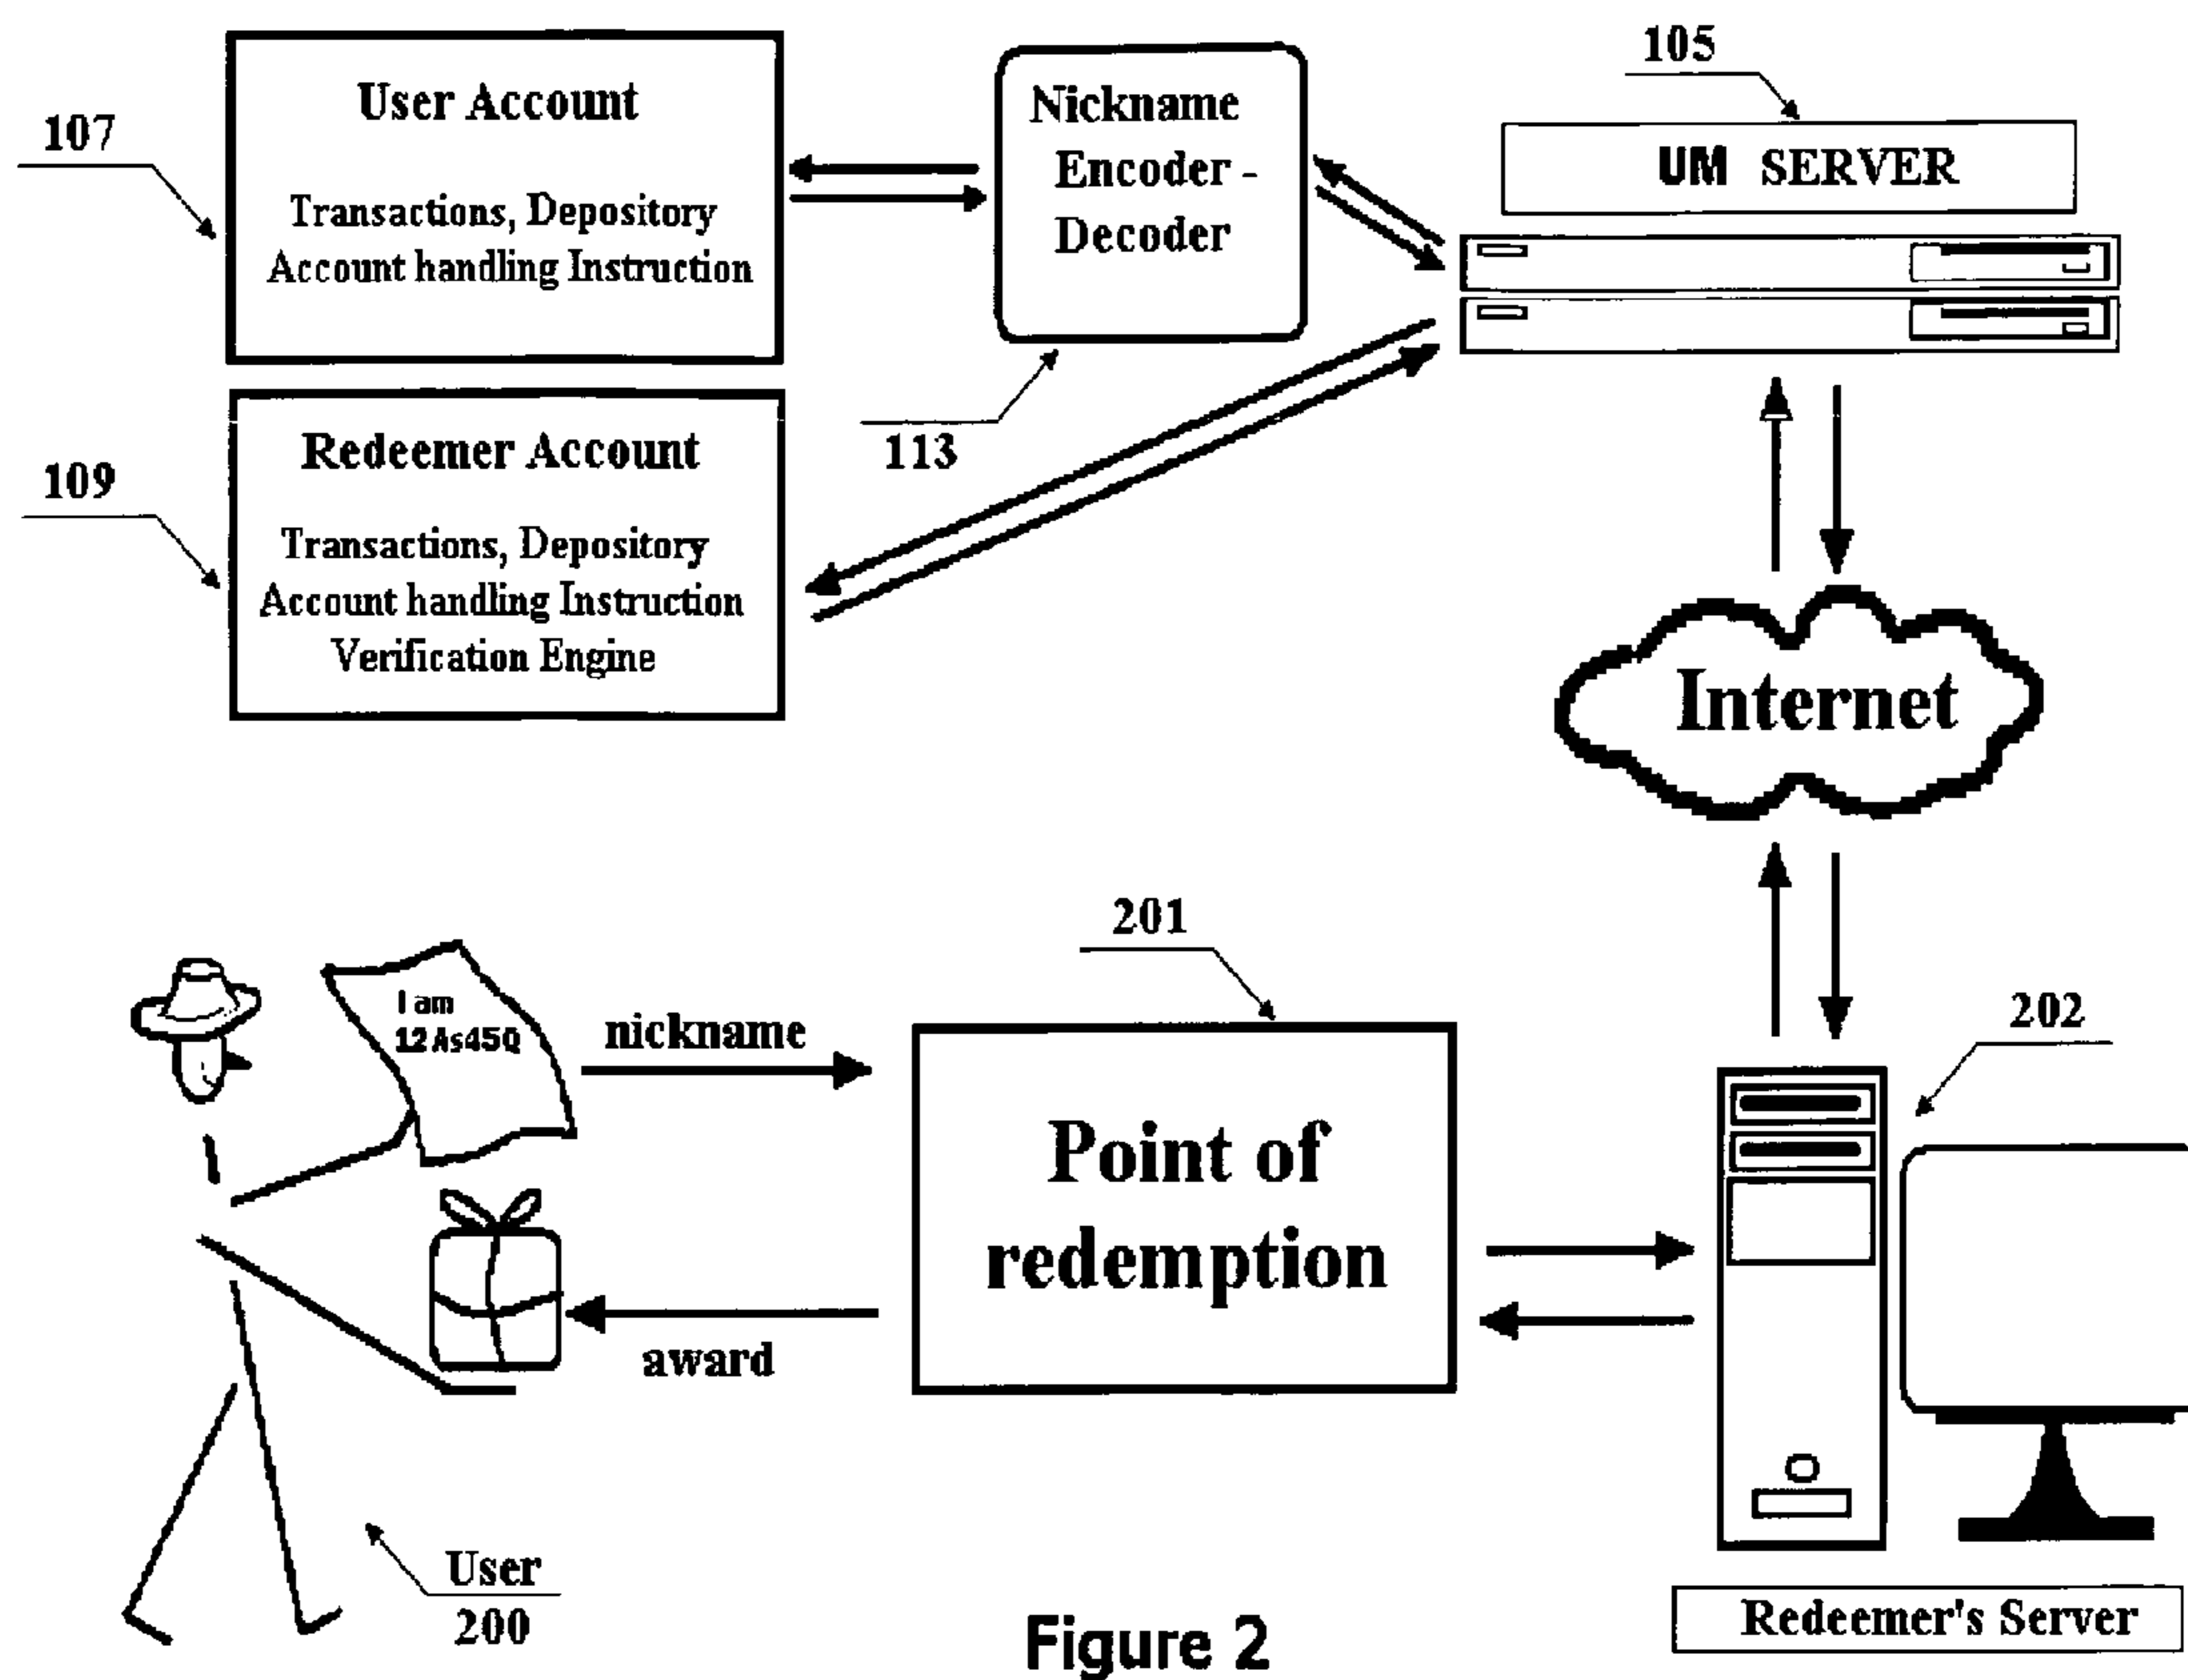 105
107
User Account
Transactions, Depository
Account handling Instruction
Nickname
Encoder -
Decoder
UM SERVER
113
109
Redeemer Account
Transactions, Depository
Account handling Instruction
Verification Engine
Internet
201
I am
12As45Q
nickname
202
Point of
redemption
award
User
200
Redeemer's Server
Figure 2